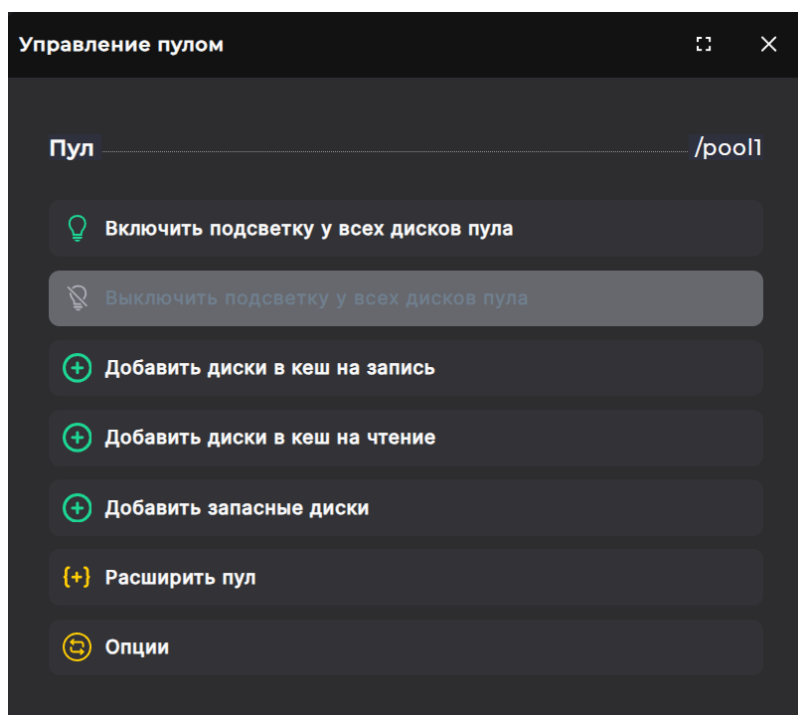 Управление пулом
Пул /pool1
Включить подсветку у всех дисков пула
Выключить подсветку у всех дисков пула
Добавить диски в кеш на запись
Добавить диски в кеш на чтение
Добавить запасные диски
Расширить пул
Опции